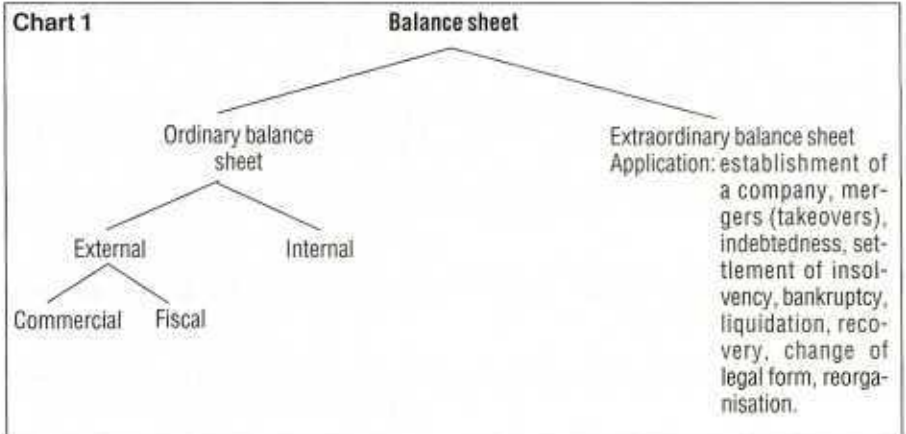 Chart 1
Balance sheet
Ordinary balance
sheet
Extraordinary balance sheet
Application: establishment of
a company, mer-
gers (takeovers),
indebtedness, set-
tlement of insol-
vency, bankruptcy,
liquidation, reco-
very, change of
legal form, reorga-
nisation.
External
Internal
Commercial
Fiscal